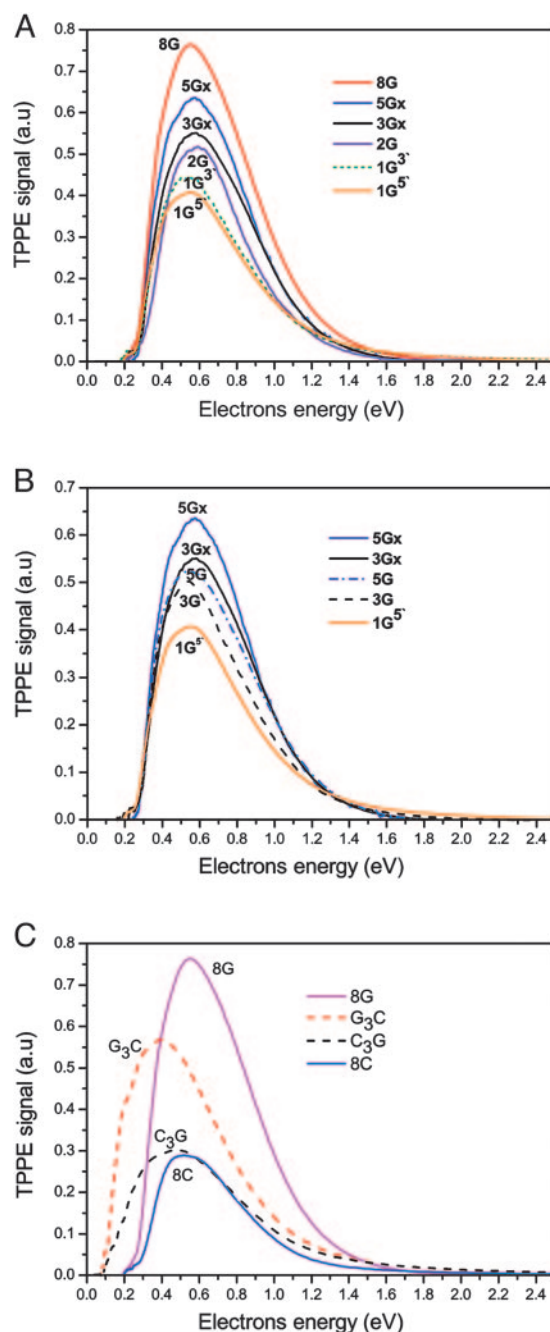 A
TPPE signal (a.u)
0.8
0.7
0.6
0.5
0.4
0.3
0.2
0.1
0.0
8G
5Gx
3Gx
2G
1G3`
1G5`
8G
5Gx
3Gx
2G
1G3`
1G5`
0.0 0.2 0.4 0.6 0.8 1.0 1.2 1.4 1.6 1.8 2.0 2.2 2.4
Electrons energy (eV)
B
TPPE signal (a.u)
0.7
0.6
0.5
0.4
0.3
0.2
0.1
0.0
5Gx
3Gx
5G
3G
1G5`
5Gx
3Gx
5G
3G
1G5`
0.0 0.2 0.4 0.6 0.8 1.0 1.2 1.4 1.6 1.8 2.0 2.2 2.4
Electrons energy (eV)
C
TPPE signal (a.u)
0.8
0.7
0.6
0.5
0.4
0.3
0.2
0.1
0.0
8G
G₃C
C₃G
8C
8G
G₃C
C₃G
8C
0.0 0.2 0.4 0.6 0.8 1.0 1.2 1.4 1.6 1.8 2.0 2.2 2.4
Electrons energy (eV)